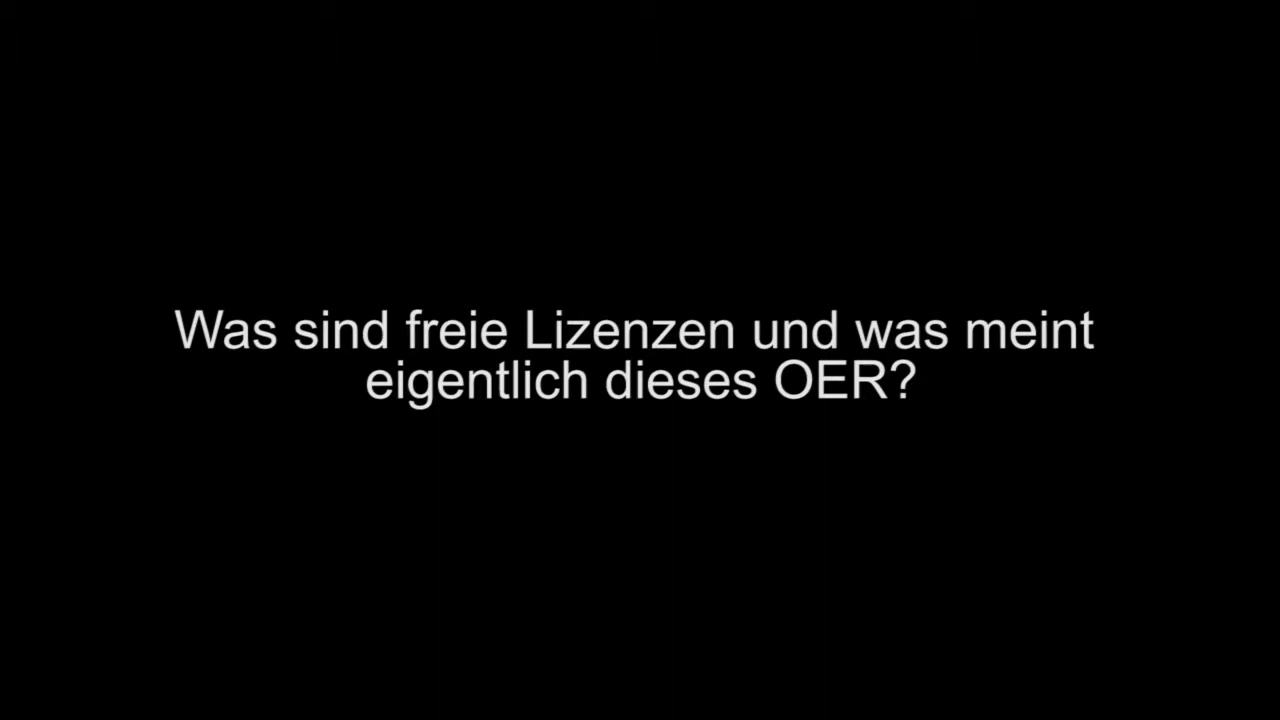 Was sind freie Lizenzen und was meint
eigentlich dieses OER?